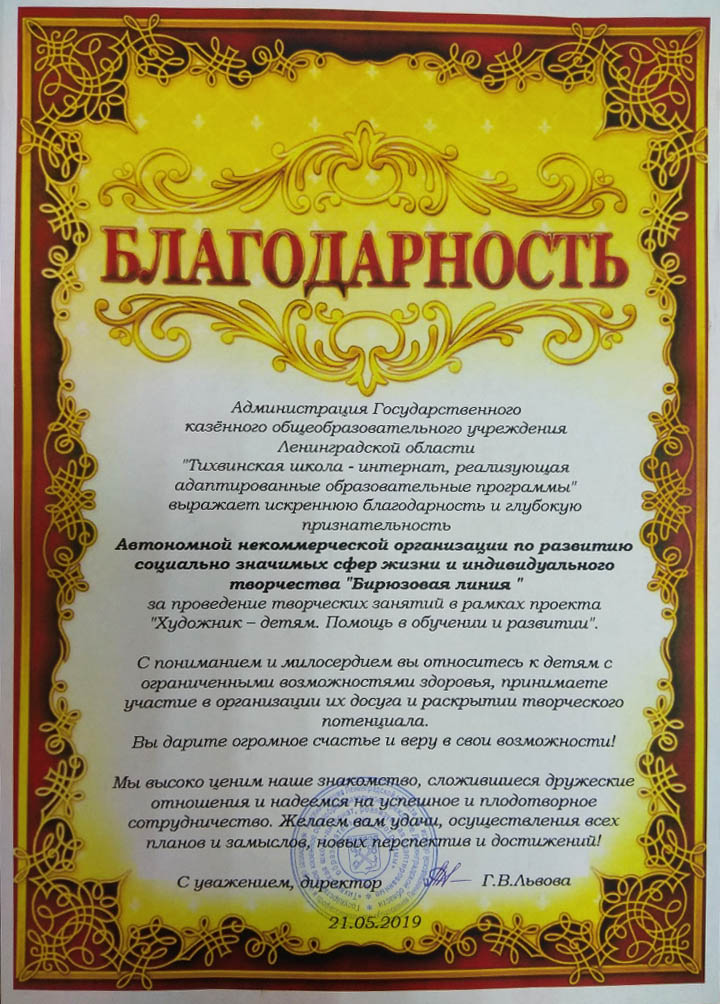 БЛАГОДАРНОСТЬ
Администрация Государственного
казённого общеобразовательного учреждения
Ленинградской области
"Тихвинская школа - интернат, реализующая
адаптированные образовательные программы"
выражает искреннюю благодарность и глубокую
признательность
Автономной некоммерческой организации по развитию
социально значимых сфер жизни и индивидуального
творчества "Бирюзовая линия "
за проведение творческих занятий в рамках проекта
"Художник – детям. Помощь в обучении и развитии".
С пониманием и милосердием вы относитесь к детям с
ограниченными возможностями здоровья, принимаете
участие в организации их досуга и раскрытии творческого
потенциала.
Вы дарите огромное счастье и веру в свои возможности!
Мы высоко ценим наше знакомство, сложившиеся дружеские
отношения и надеемся на успешное и плодотворное
сотрудничество. Желаем вам удачи, осуществления всех
планов и замыслов, новых перспектив и достижений!
С уважением, директор Г.В.Львова
21.05.2019